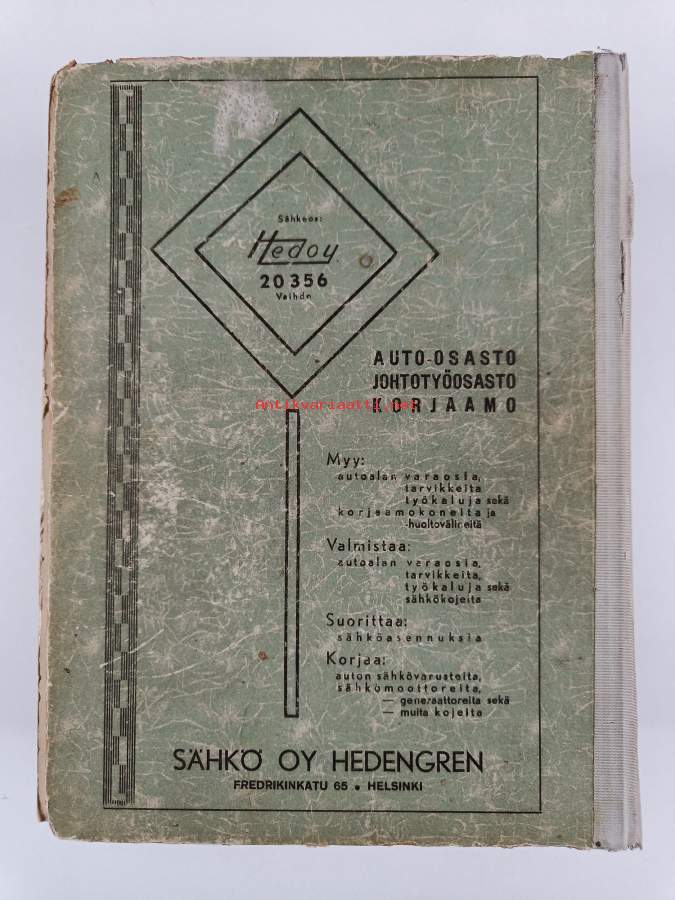 Sähköos:
Hedoy
20356
Vaihde
AUTO-OSASTO
JOHTOTYÖOSASTO
KORJAAMO
Antikvariaatti.net
Myy:
autoalan varaosia,
tarvikkeita
työkaluja sekä
korjaamokoneita ja
-huoltovälineitä
Valmistaa:
autoalan varaosia,
tarvikkeita,
työkaluja sekä
sähkökojeita
Suorittaa:
sähköasennuksia
Korjaa:
auton sähkövarusteita,
sähkömoottoreita,
— generaattoreita sekä
— muita kojeita
SÄHKÖ OY HEDENGREN
FREDRIKINKATU 65 • HELSINKI